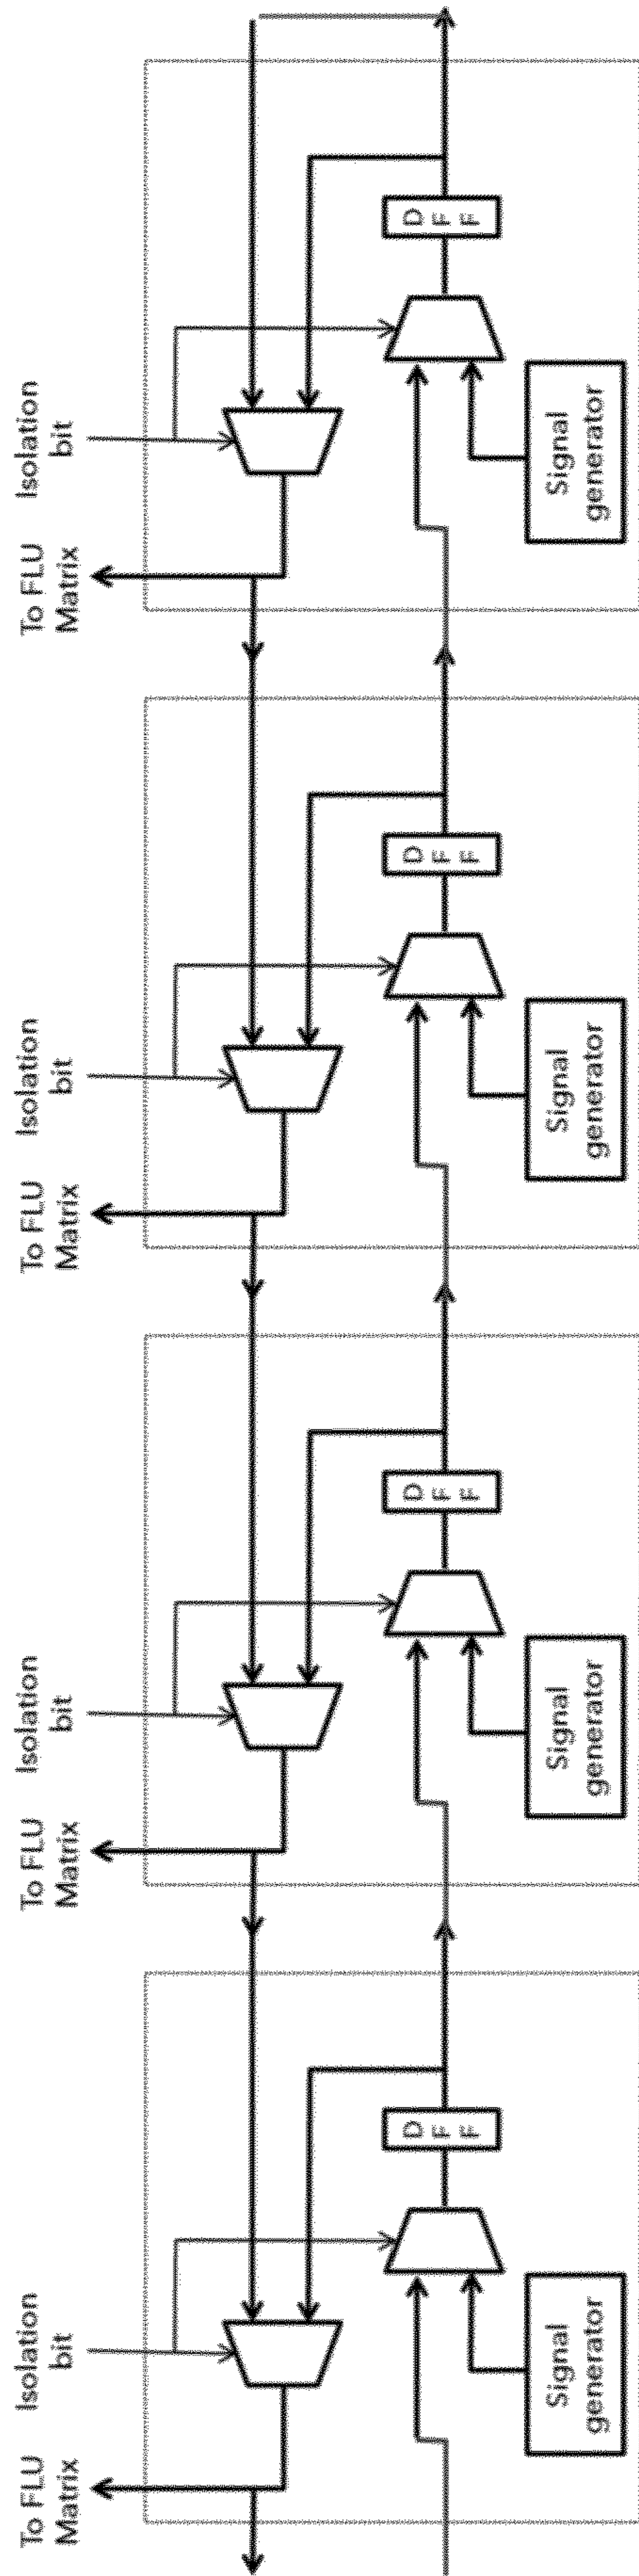 To FLU
Matrix
Isolation
bit
D
F
F
Signal
generator
To FLU
Matrix
Isolation
bit
D
F
F
Signal
generator
To FLU
Matrix
Isolation
bit
D
F
F
Signal
generator
To FLU
Matrix
Isolation
bit
D
F
F
Signal
generator